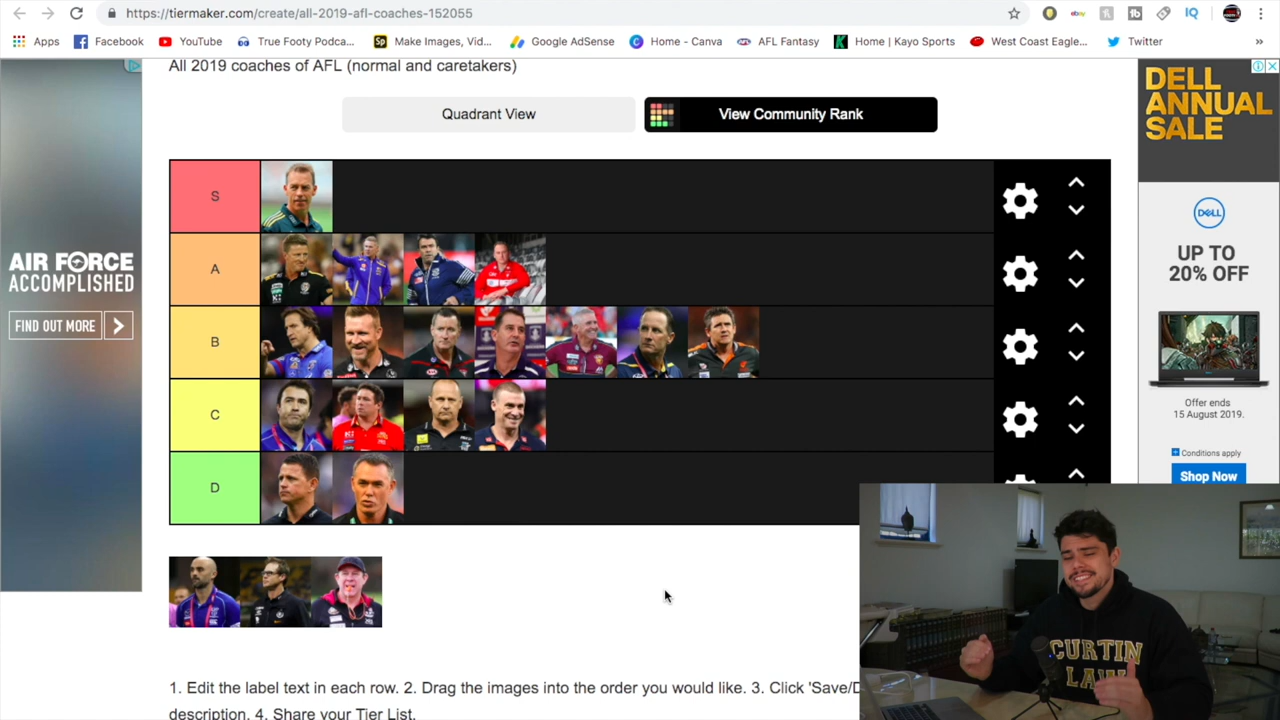 https://tiermaker.com/create/all-2019-afl-coaches-152055
Apps
Facebook
YouTube
True Footy Podca...
Make Images, Vid...
Google AdSense
Home - Canva
AFL Fantasy
Home | Kayo Sports
West Coast Eagle...
Twitter
»
All 2019 coaches of AFL (normal and caretakers)
Quadrant View
View Community Rank
S
A
B
C
D
AIR FORCE
ACCOMPLISHED
FIND OUT MORE
DELL
ANNUAL
SALE
DELL
UP TO
20% OFF
Offer ends
15 August 2019.
Conditions apply
Shop Now
CURTIN
LAW
1. Edit the label text in each row. 2. Drag the images into the order you would like. 3. Click 'Save/D
description. 4. Share your Tier List.